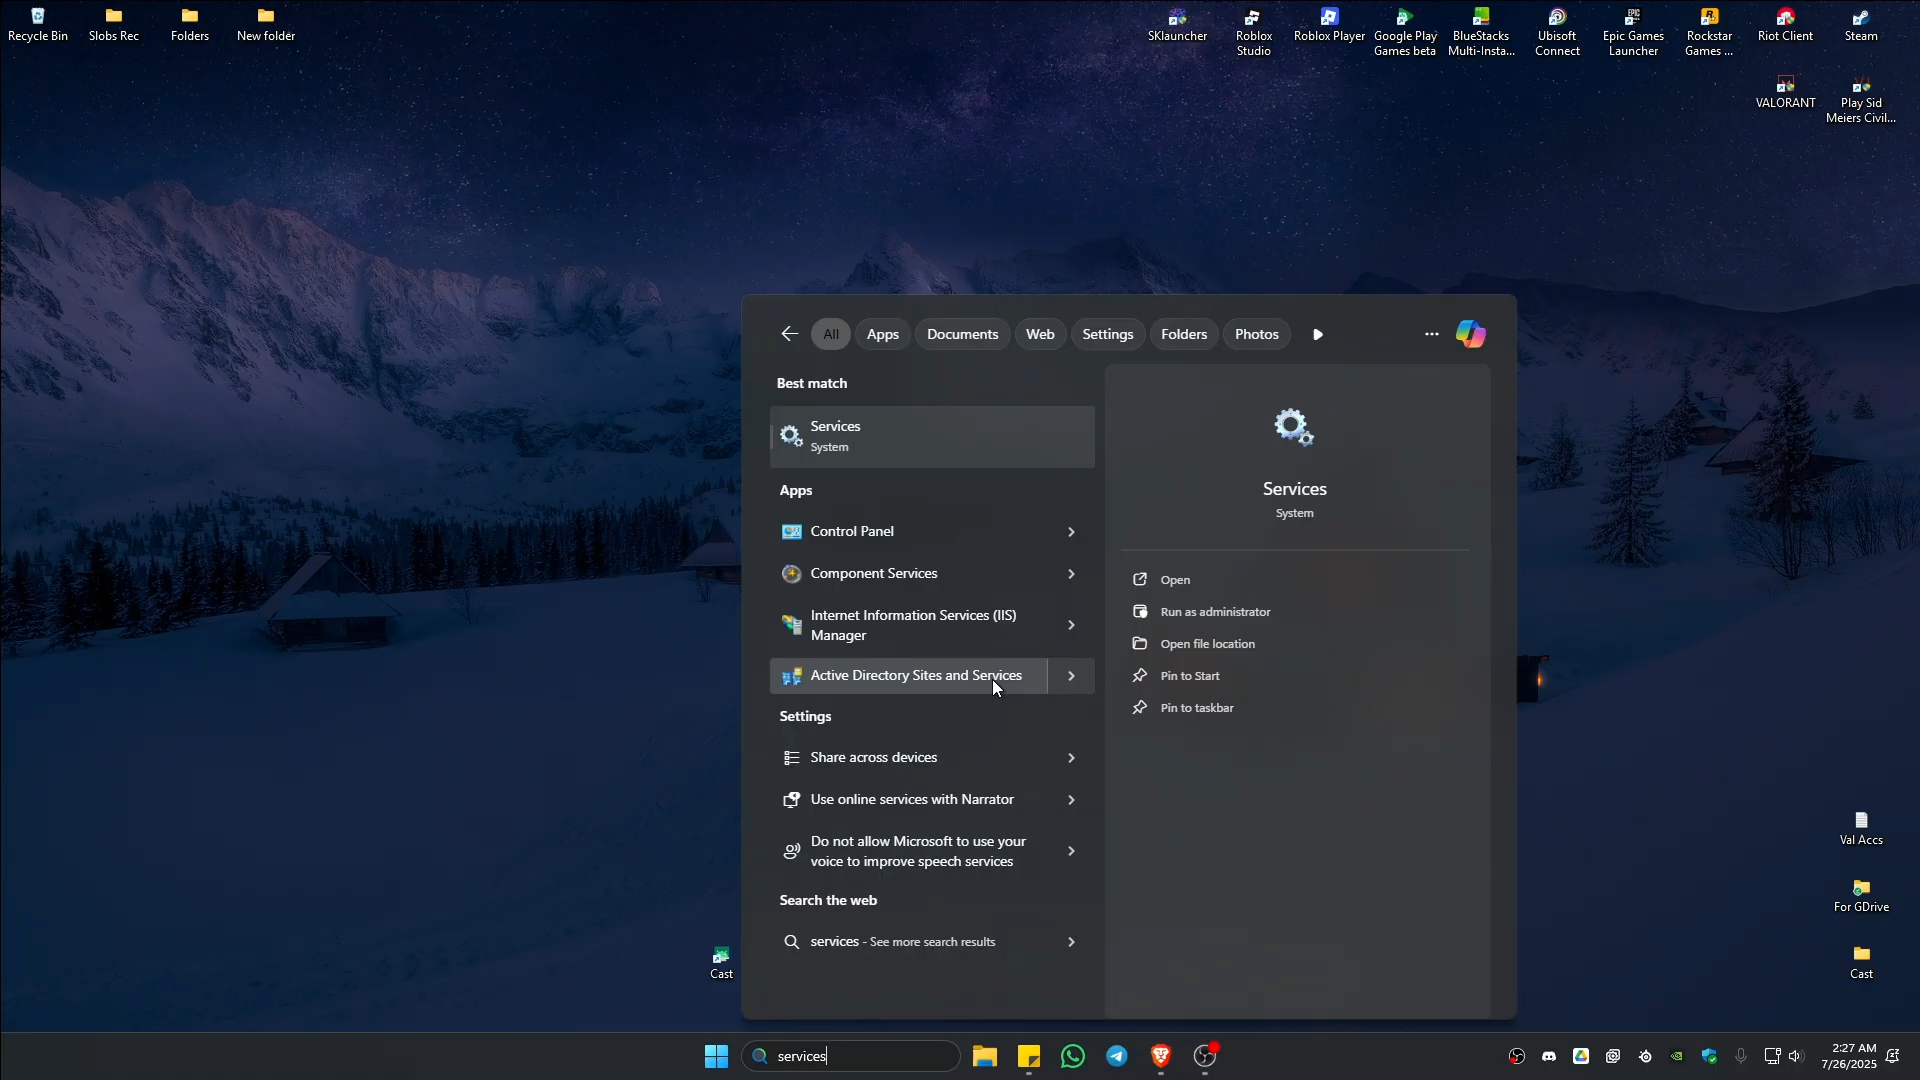 Recycle Bin
Slobs Rec
Folders
New folder
SKlauncher
Roblox
Studio
Roblox Player
Google Play
Games beta
BlueStacks
Multi-Insta...
Ubisoft
Connect
Epic Games
Launcher
Rockstar
Games ...
Riot Client
Steam
VALORANT
Play Sid
Meiers Civil...
All
Apps
Documents
Web
Settings
Folders
Photos
Best match
Services
System
Apps
Control Panel
Component Services
Internet Information Services (IIS)
Manager
Active Directory Sites and Services
Settings
Share across devices
Use online services with Narrator
Do not allow Microsoft to use your
voice to improve speech services
Search the web
services - See more search results
Services
System
Open
Run as administrator
Open file location
Pin to Start
Pin to taskbar
Val Accs
For GDrive
Cast
Cast
services
2:27 AM
7/26/2025